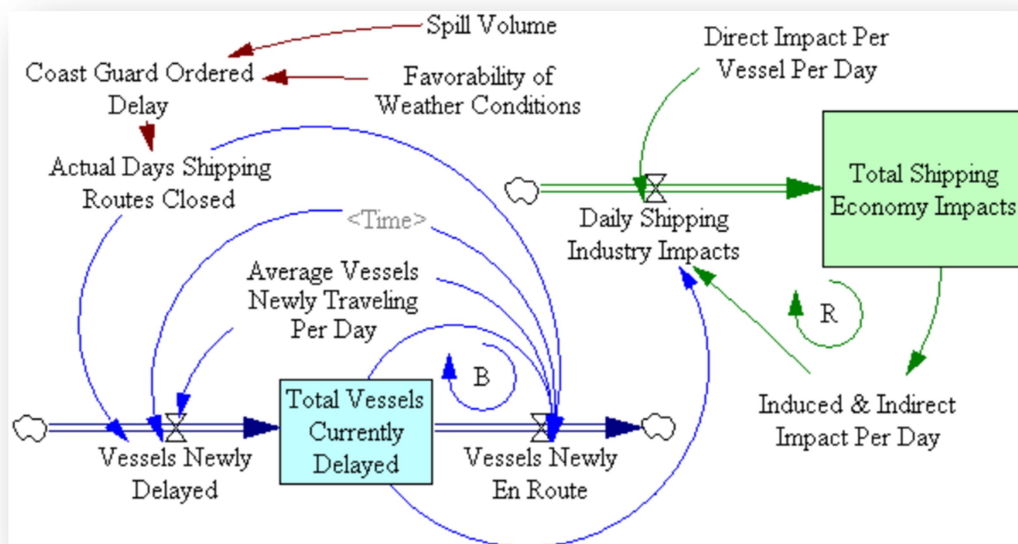 Spill Volume
Coast Guard Ordered
Delay
Favorability of
Weather Conditions
Direct Impact Per
Vessel Per Day
Actual Days Shipping
Routes Closed
Total Shipping
Economy Impacts
<Time>
Daily Shipping
Industry Impacts
Average Vessels
Newly Traveling
Per Day
R
B
Total Vessels
Currently
Delayed
Induced & Indirect
Impact Per Day
Vessels Newly
Delayed
Vessels Newly
En Route